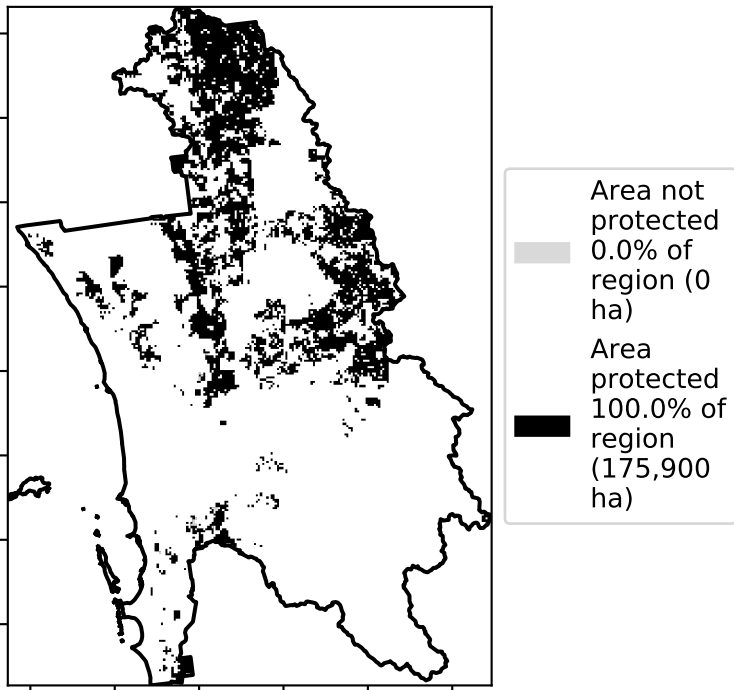 Area not
protected
0.0% of
region (0
ha)
Area
protected
100.0% of
region
(175,900
ha)